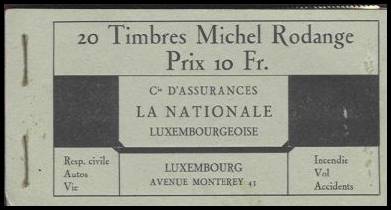 20 Timbres Michel Rodange
Prix 10 Fr.
Cie D'ASSURANCES
LA NATIONALE
LUXEMBOURGEOISE
Resp. civile
Autos
Vie
LUXEMBOURG
AVENUE MONTEREY 43
Incendie
Vol
Accidents